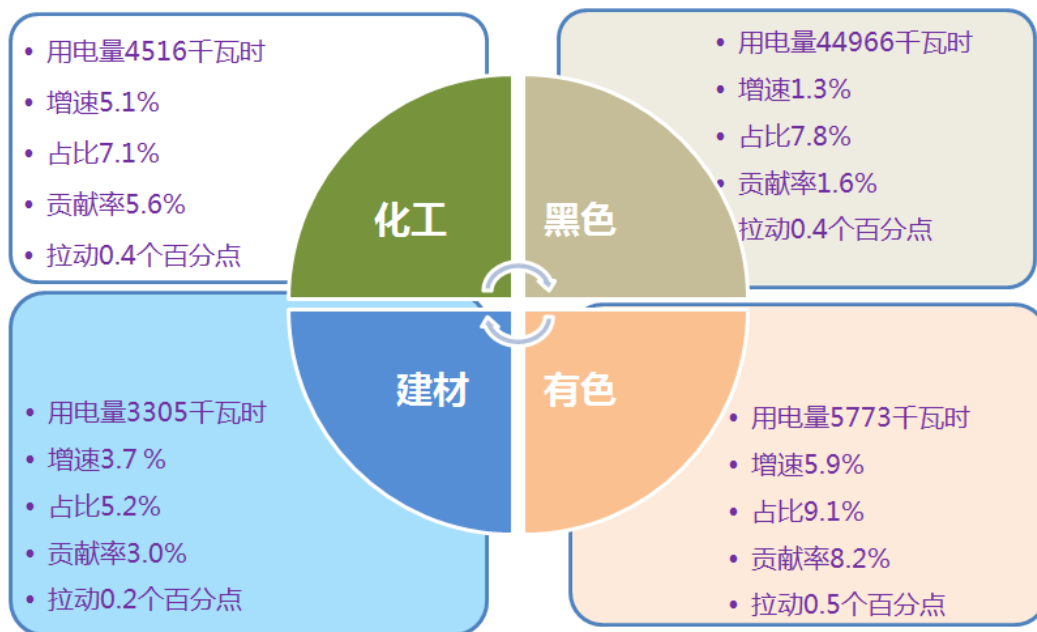 用电量4516千瓦时
增速5.1%
占比7.1%
贡献率5.6%
拉动0.4个百分点
化工
用电量44966千瓦时
增速1.3%
占比7.8%
贡献率1.6%
拉动0.4个百分点
黑色
用电量3305千瓦时
增速3.7 %
占比5.2%
贡献率3.0%
拉动0.2个百分点
建材
用电量5773千瓦时
增速5.9%
占比9.1%
贡献率8.2%
拉动0.5个百分点
有色